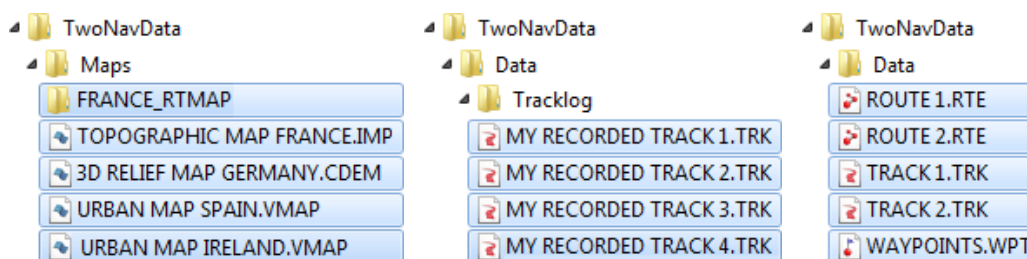 TwoNavData
Maps
FRANCE_RTMAP
TOPOGRAPHIC MAP FRANCE.IMP
3D RELIEF MAP GERMANY.CDEM
URBAN MAP SPAIN.VMAP
URBAN MAP IRELAND.VMAP
TwoNavData
Data
Tracklog
MY RECORDED TRACK 1.TRK
MY RECORDED TRACK 2.TRK
MY RECORDED TRACK 3.TRK
MY RECORDED TRACK 4.TRK
TwoNavData
Data
ROUTE 1.RTE
ROUTE 2.RTE
TRACK 1.TRK
TRACK 2.TRK
WAYPOINTS.WPT